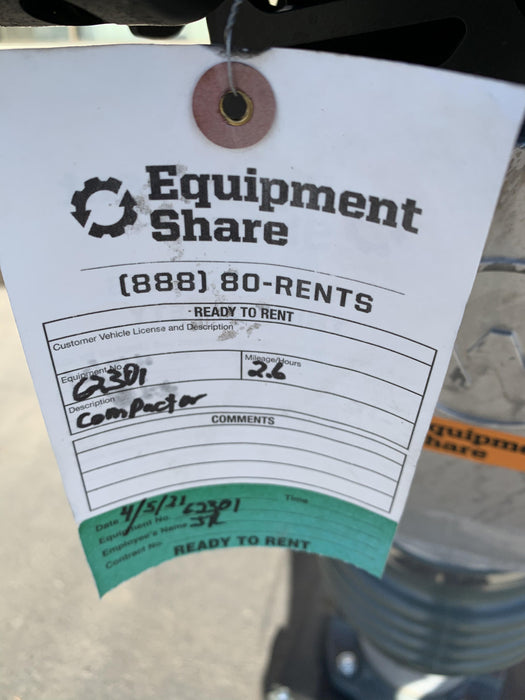 Equipment
Share
(888) 80-RENTS
READY TO RENT
Customer Vehicle License and Description
Equipment No. 62301
Mileage/Hours 2.6
Description Compactor
COMMENTS
Date 4/5/21 Time
Equipment No. 62301
Employee's Name JR
Contract No.
READY TO RENT
quipme
hare